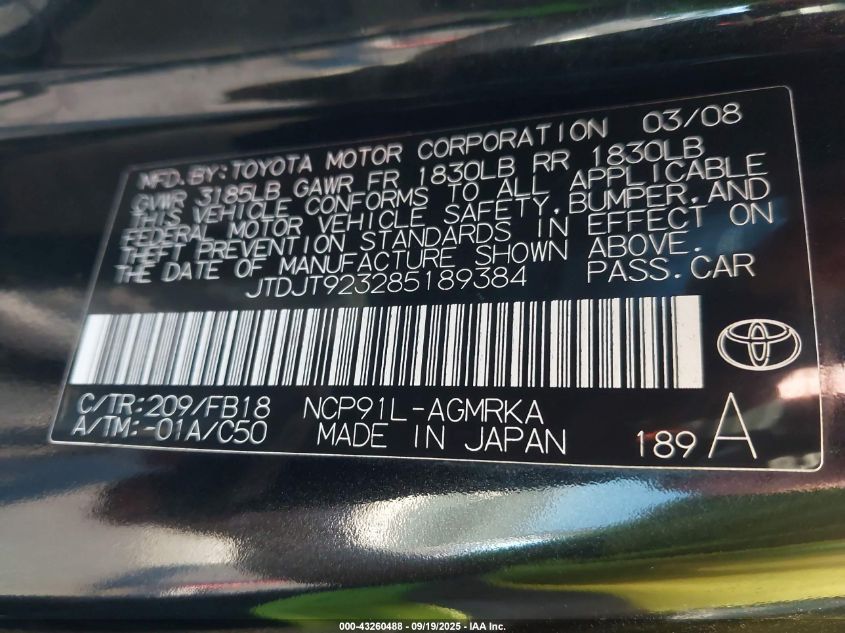 MFD.BY:TOYOTA MOTOR CORPORATION 03/08
GVWR 3185LB GAWR FR 1830LB RR 1830LB
THIS VEHICLE CONFORMS TO ALL APPLICABLE
FEDERAL MOTOR VEHICLE SAFETY,BUMPER,AND
THEFT PREVENTION STANDARDS IN EFFECT ON
THE DATE OF MANUFACTURE SHOWN ABOVE.
JTDJT923285189384 PASS.CAR
C/TR:209/FB18 NCP91L-AGMRKA
A/TM:-01A/C50 MADE IN JAPAN 189 A
000-43260488 - 09/19/2025 - IAA Inc.